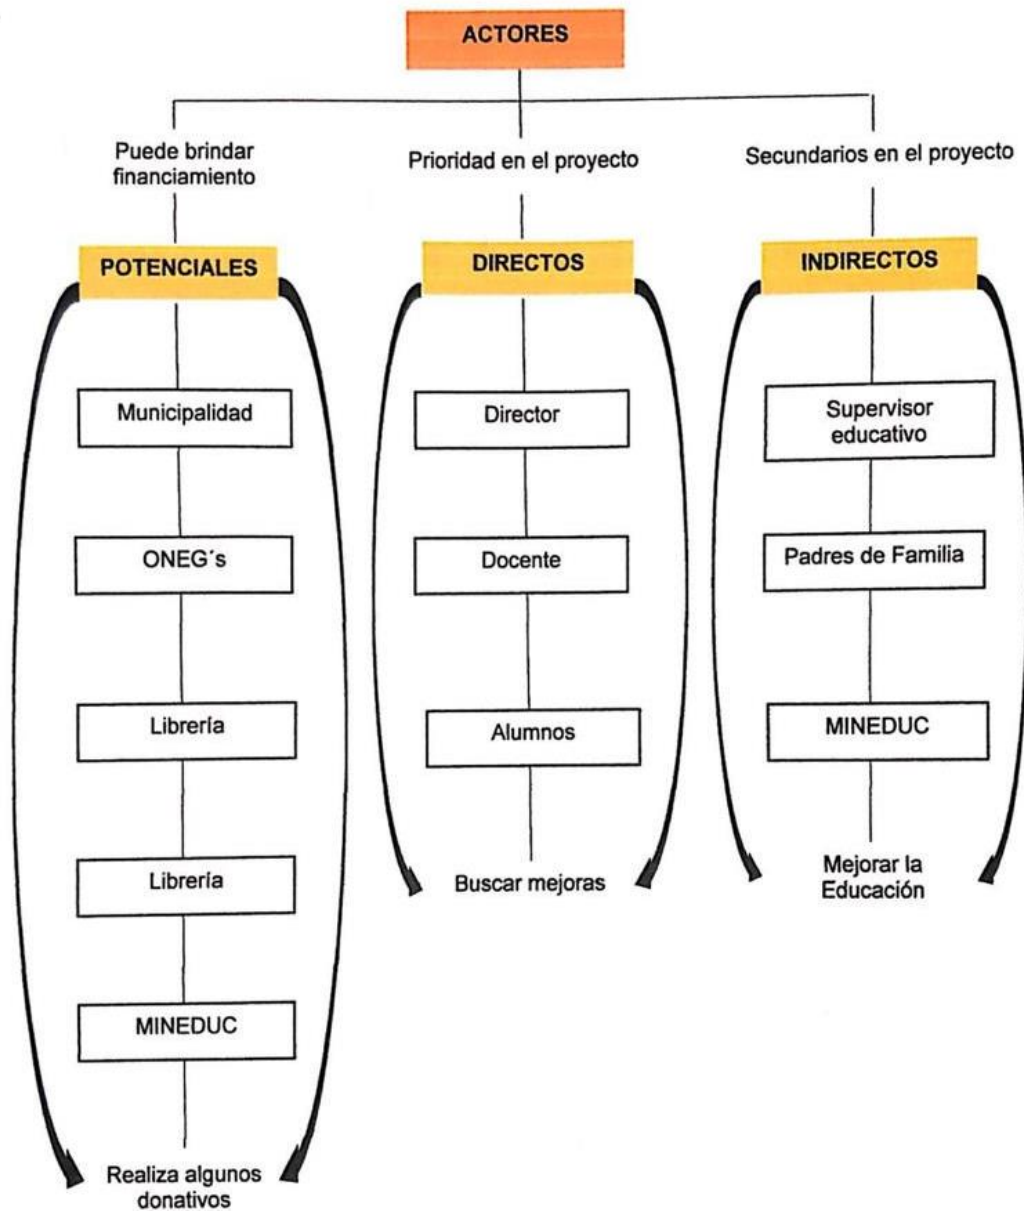 ACTORES
Puede brindar
financiamiento
POTENCIALES
Municipalidad
ONEG´s
Librería
Librería
MINEDUC
Realiza algunos
donativos
Prioridad en el proyecto
DIRECTOS
Director
Docente
Alumnos
Buscar mejoras
Secundarios en el proyecto
INDIRECTOS
Supervisor
educativo
Padres de Familia
MINEDUC
Mejorar la
Educación